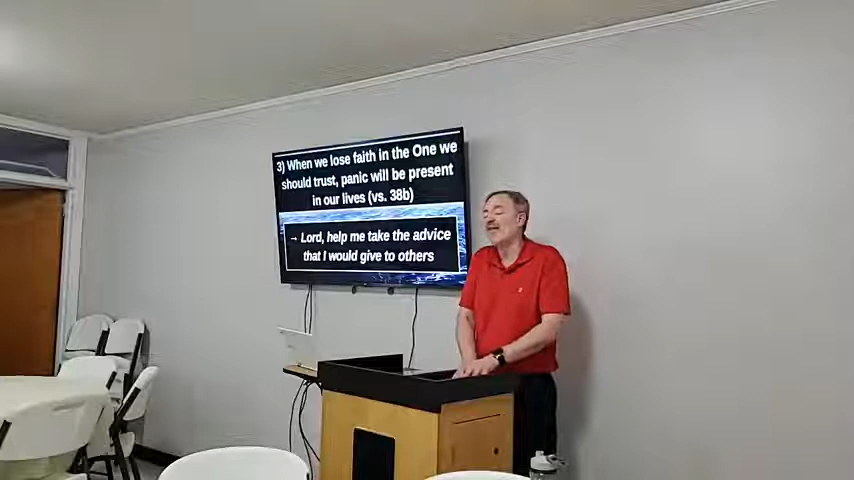 3) When we lose faith in the One we
should trust, panic will be present
in our lives (vs. 38b)
→ Lord, help me take the advice
that I would give to others